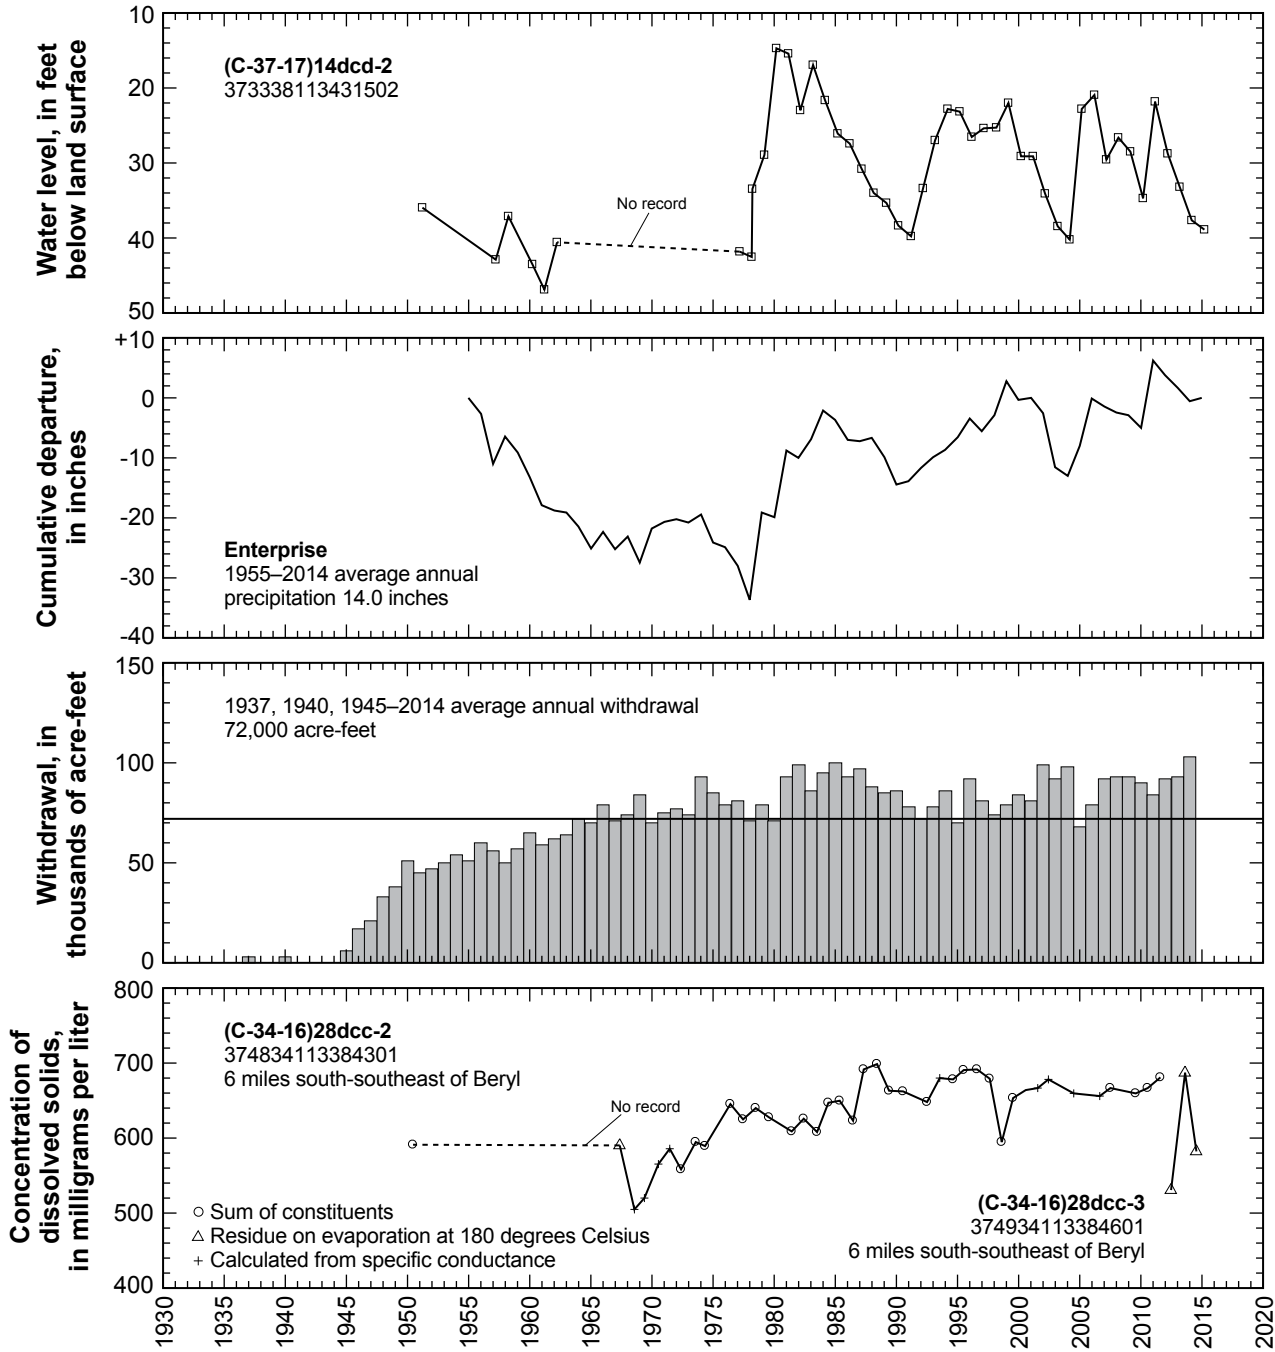 Water level, in feet
below land surface
10
20
30
40
50
(C-37-17)14dcd-2
373338113431502
No record
Cumulative departure,
in inches
+10
0
-10
-20
-30
-40
Enterprise
1955–2014 average annual
precipitation 14.0 inches
Withdrawal, in
thousands of acre-feet
150
100
50
0
1937, 1940, 1945–2014 average annual withdrawal
72,000 acre-feet
Concentration of
dissolved solids,
in milligrams per liter
800
700
600
500
400
(C-34-16)28dcc-2
374834113384301
6 miles south-southeast of Beryl
No record
Sum of constituents
Residue on evaporation at 180 degrees Celsius
Calculated from specific conductance
(C-34-16)28dcc-3
374934113384601
6 miles south-southeast of Beryl
1930
1935
1940
1945
1950
1955
1960
1965
1970
1975
1980
1985
1990
1995
2000
2005
2010
2015
2020